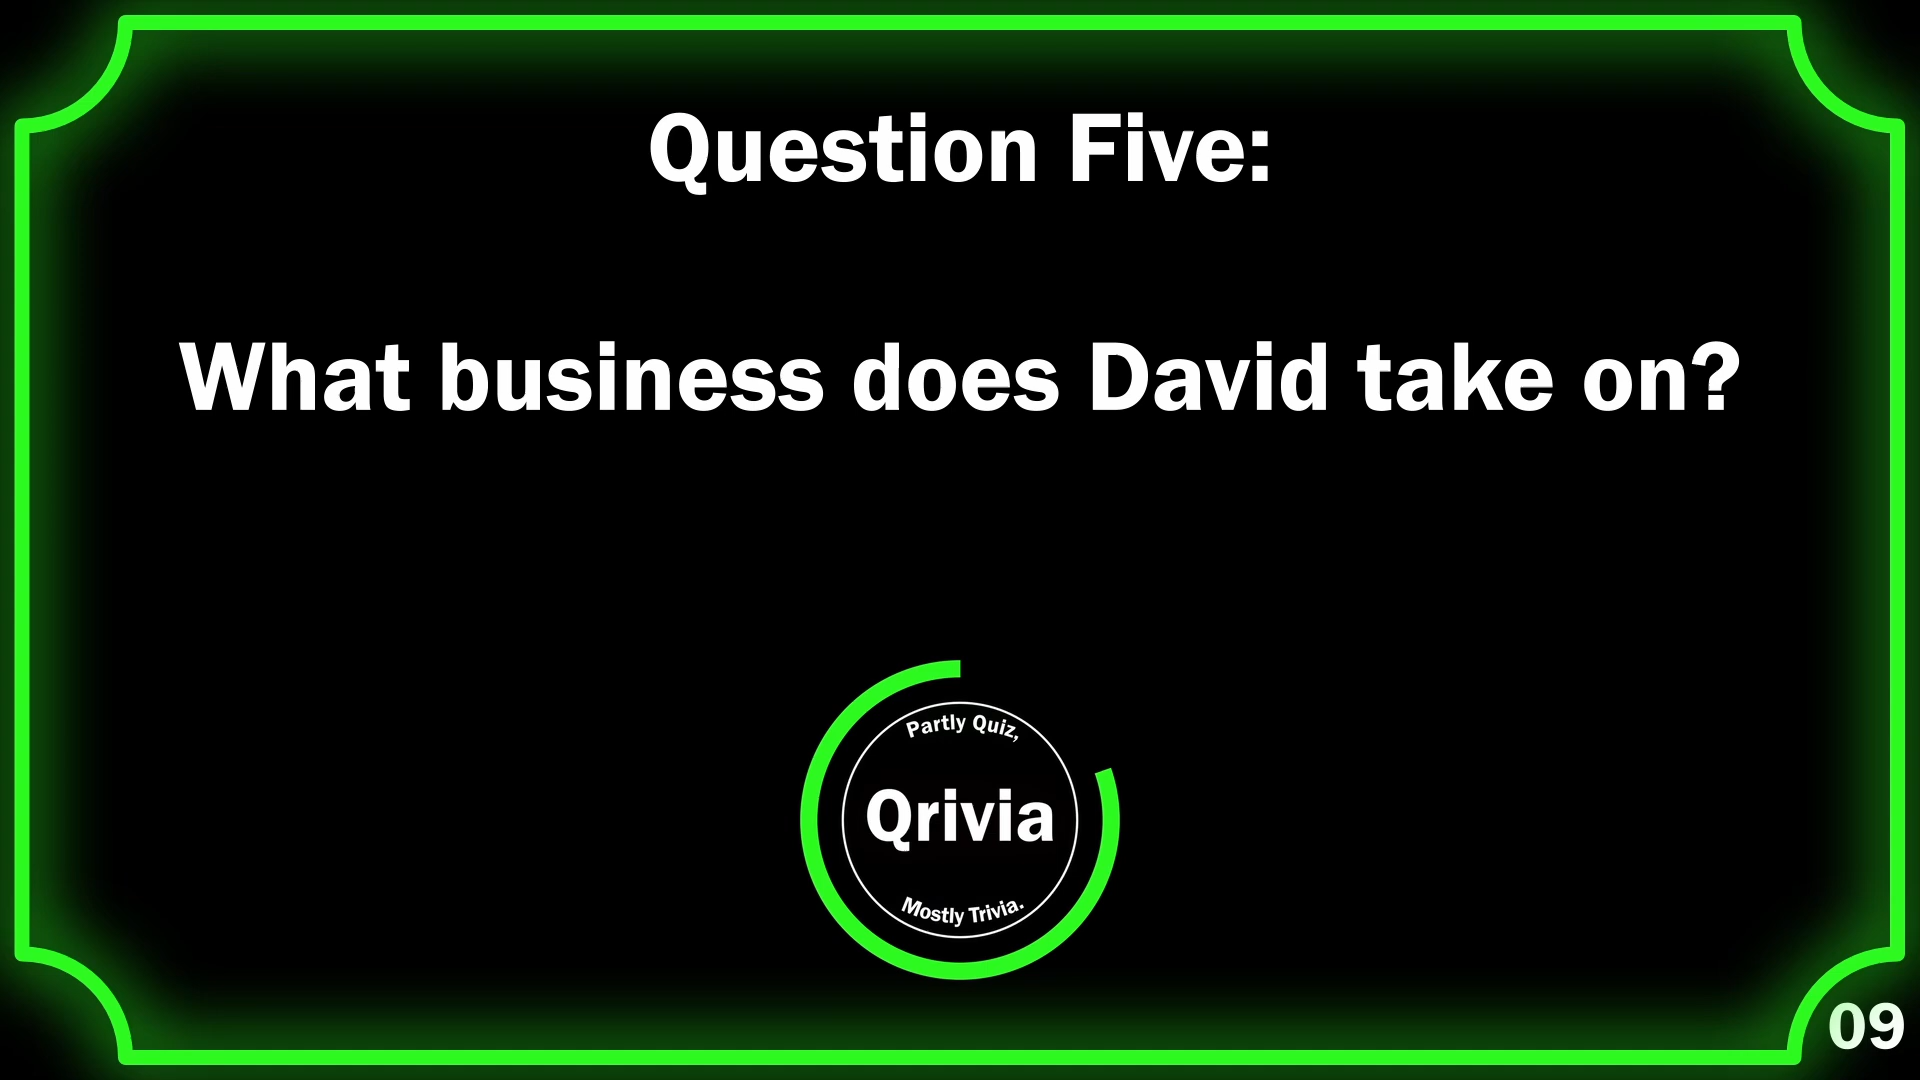 Question Five:
What business does David take on?
Partly Quiz,
Qrivia
Mostly Trivia.
09